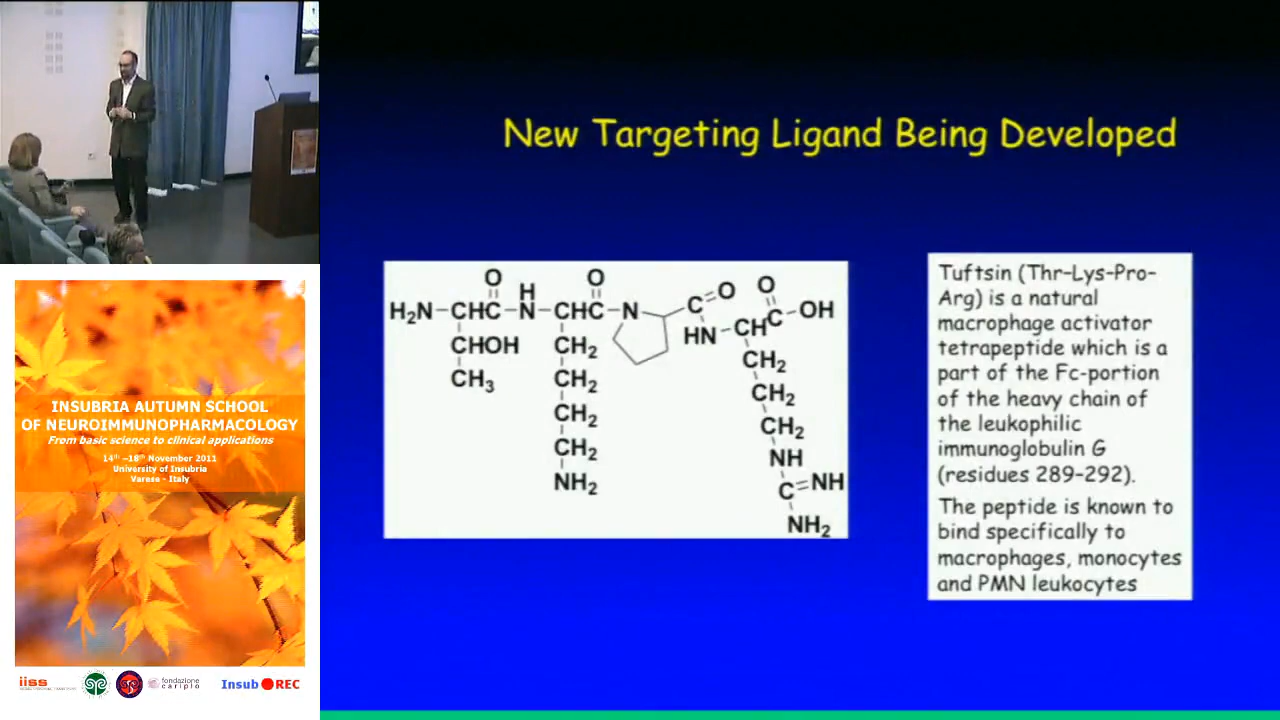 New Targeting Ligand Being Developed
O O H O O
H₂N-CHC-N-CHC-N C=O C-OH
HN-CH
CHOH CH₂ CH₂
CH₃ CH₂ CH₂
CH₂ CH₂
CH₂ NH
NH₂ C=NH
NH₂
Tuftsin (Thr-Lys-Pro-
Arg) is a natural
macrophage activator
tetrapeptide which is a
part of the Fc-portion
of the heavy chain of
the leukophilic
immunoglobulin G
(residues 289-292).
The peptide is known to
bind specifically to
macrophages, monocytes
and PMN leukocytes
INSUBRIA AUTUMN SCHOOL
OF NEUROIMMUNOPHARMACOLOGY
From basic science to clinical applications
14th –18th November 2011
University of Insubria
Varese - Italy
iiss
fondazione
cariplo
Insub REC